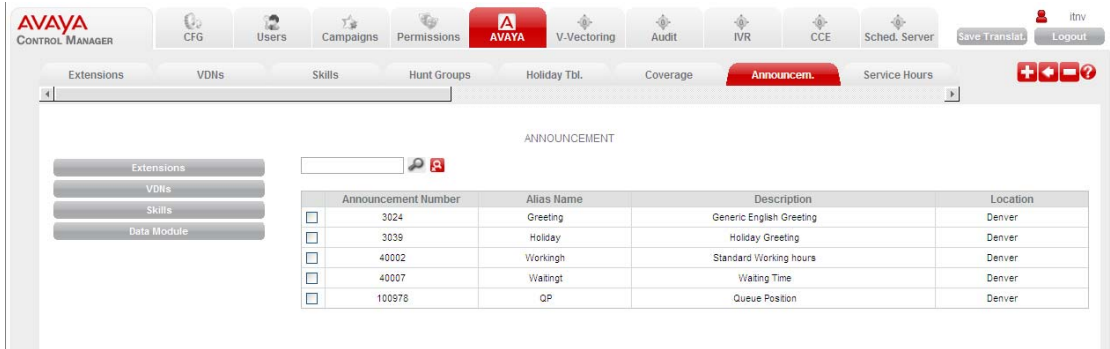 AVAYA
CONTROL MANAGER
CFG Users Campaigns Permissions AVAYA V-Vectoring Audit IVR CCE Sched. Server
itnv
Save Translat. Logout
Extensions VDNs Skills Hunt Groups Holiday Tbl. Coverage Announcem. Service Hours
ANNOUNCEMENT
Extensions
VDNs
Skills
Data Module
Announcement Number Alias Name Description Location
3024 Greeting Generic English Greeting Denver
3039 Holiday Holiday Greeting Denver
40002 Workingh Standard Working hours Denver
40007 Waitingt Waiting Time Denver
100978 QP Queue Position Denver